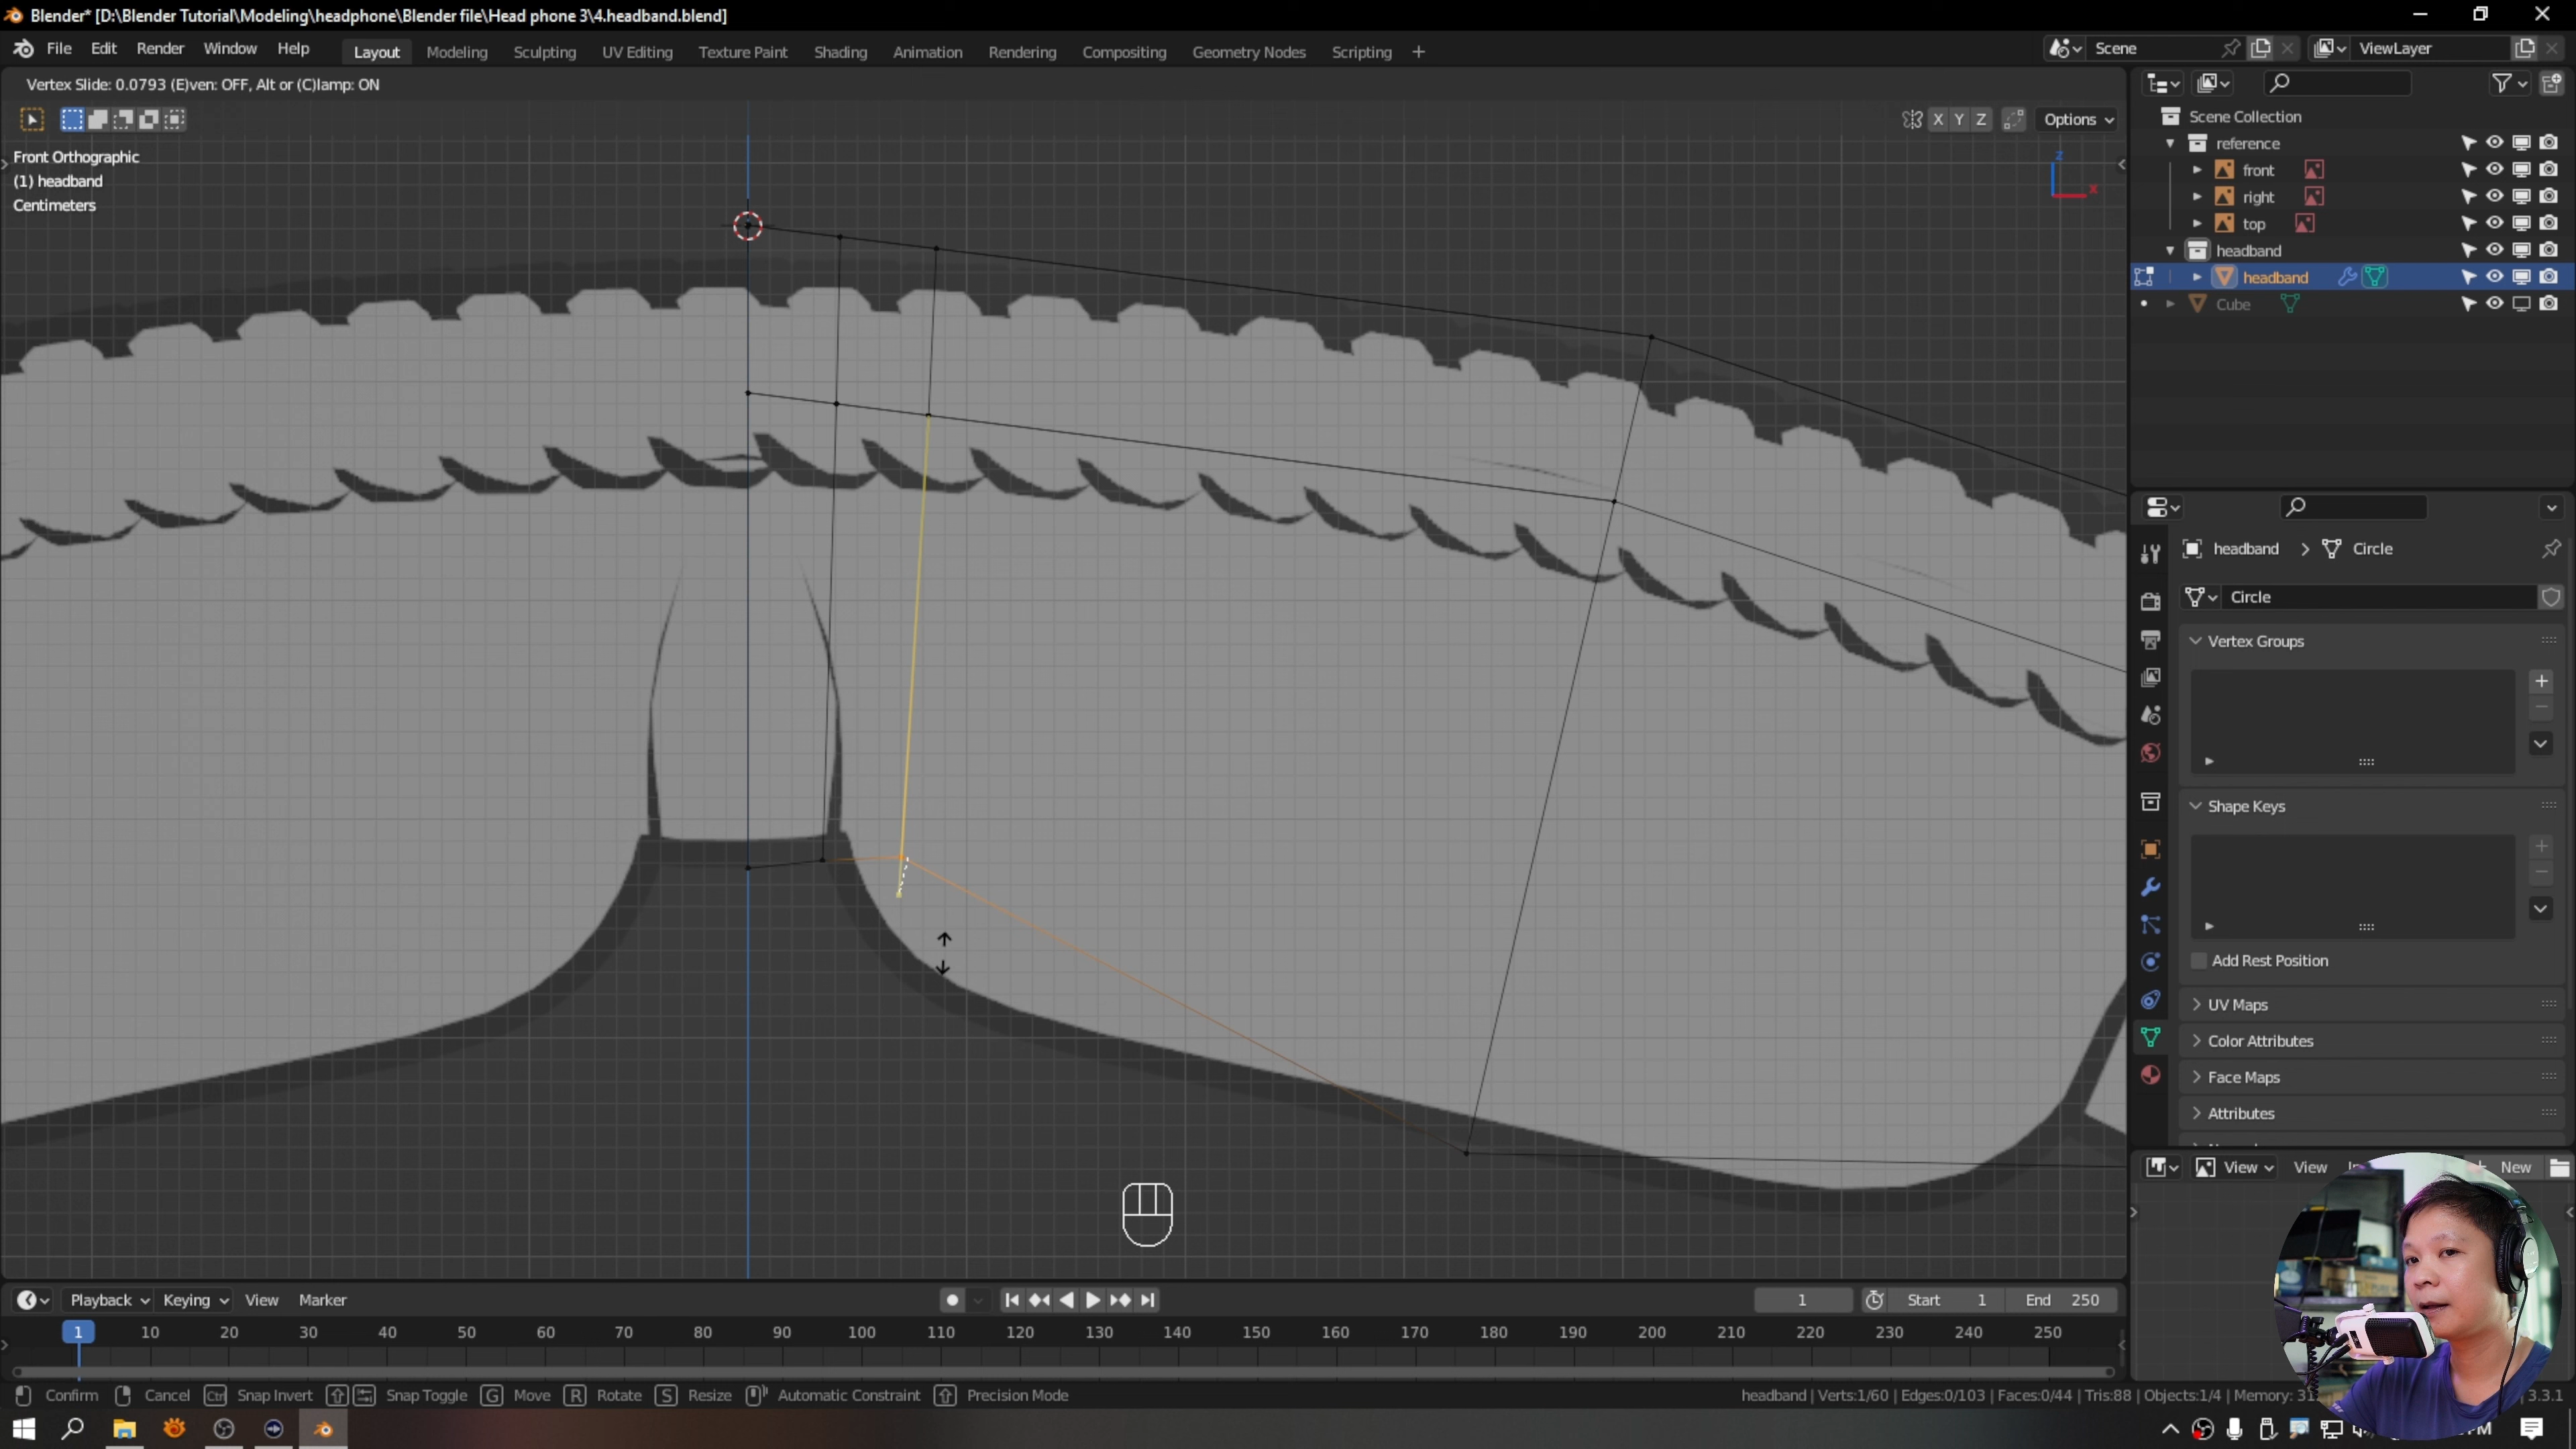 Blender* [D:\Blender Tutorial\Modeling\headphone\Blender file\Head phone 3\4.headband.blend]
File Edit Render Window Help Layout Modeling Sculpting UV Editing Texture Paint Shading Animation Rendering Compositing Geometry Nodes Scripting + Scene ViewLayer
Vertex Slide: 0.0793 (E)ven: OFF, Alt or (C)lamp: ON
X Y Z Options
Front Orthographic
(1) headband
Centimeters
z
x
Scene Collection
reference
front
right
top
headband
headband
Cube
headband > Circle
Circle
Vertex Groups
Shape Keys
Add Rest Position
UV Maps
Color Attributes
Face Maps
Attributes
View View New
Playback Keying View Marker 1 Start 1 End 250
1 10 20 30 40 50 60 70 80 90 100 110 120 130 140 150 160 170 180 190 200 210 220 230 240 250
Confirm Cancel Ctrl Snap Invert Snap Toggle G Move R Rotate S Resize Automatic Constraint Precision Mode headband | Verts:1/60 | Edges:0/103 | Faces:0/44 | Tris:88 | Objects:1/4 | Memory: 3.3.1